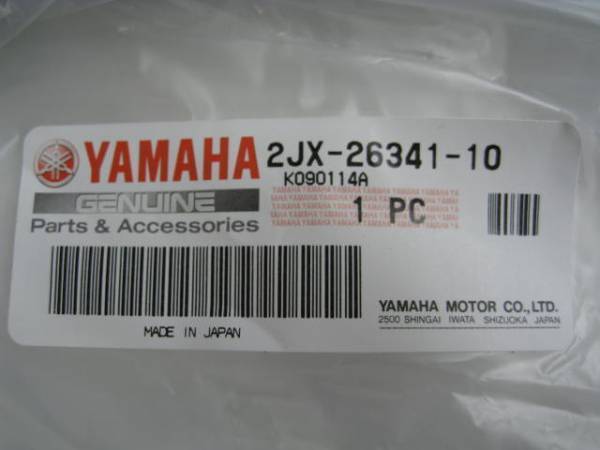 YAMAHA 2JX-26341-10
K090114A
GENUINE
1 PC
Parts & Accessories
MADE IN JAPAN
YAMAHA MOTOR CO.,LTD.
2500 SHINGAI IWATA SHIZUOKA JAPAN